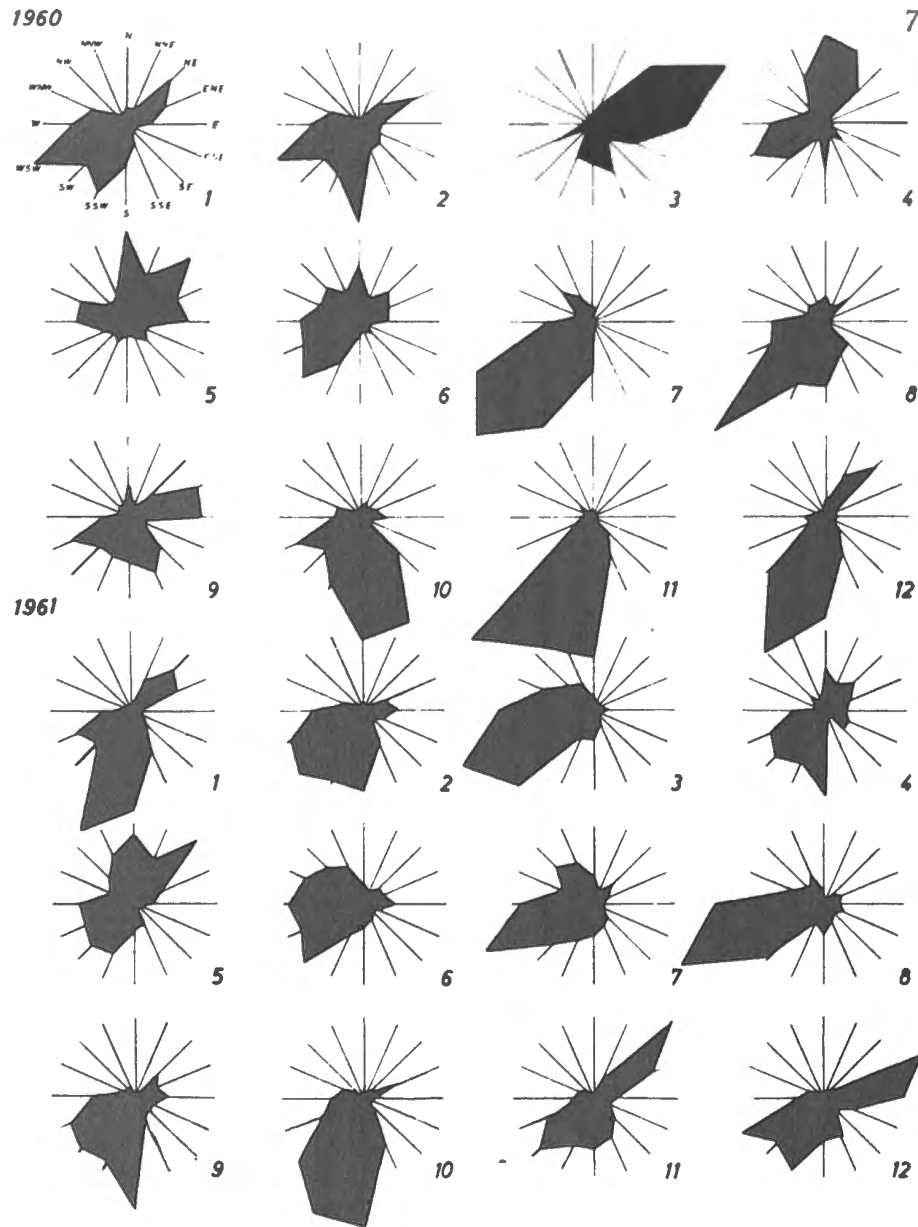 1960
7
N
NNW NNE
NW NE
WNW ENE
W E
WSW ESE
SW SE
SSW SSE
S
1 2 3 4
5 6 7 8
9 10 11 12
1961
1 2 3 4
5 6 7 8
9 10 11 12